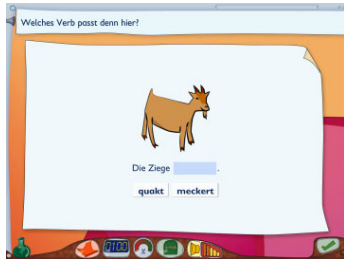 Welches Verb passt denn hier?
Die Ziege .
quakt meckert